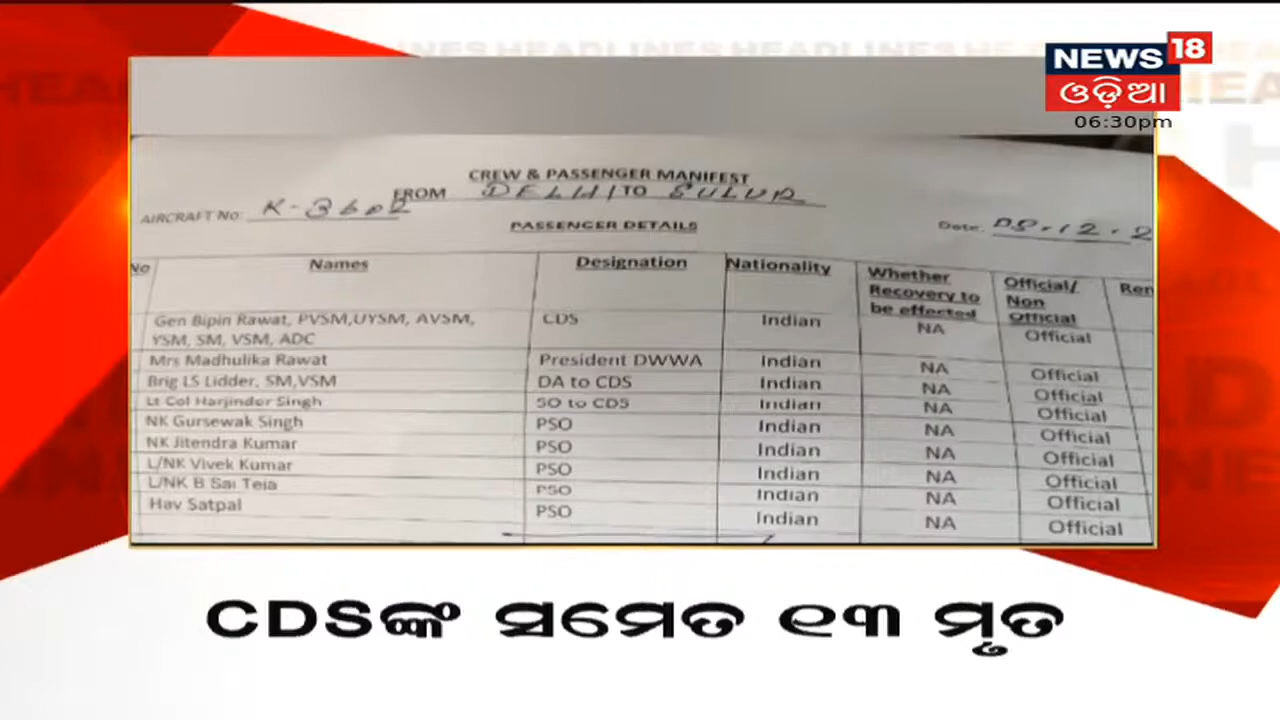 NEWS 18
ଓଡ଼ିଆ
06:30pm
CREW & PASSENGER MANIFEST
FROM DELHI TO SULUR
AIRCRAFT No: K-3602
PASSENGER DETAILS
Date.
No Names Designation Nationality Whether Recovery to be effected Official/ Non Official Ren
Gen Bipin Rawat, PVSM,UYSM, AVSM, YSM, SM, VSM, ADC CDS Indian NA Official
Mrs Madhulika Rawat President DWWA Indian NA Official
Brig LS Lidder, SM,VSM DA to CDS Indian NA Official
Lt Col Harjinder Singh SO to CDS Indian NA Official
NK Gursewak Singh PSO Indian NA Official
NK Jitendra Kumar PSO Indian NA Official
L/NK Vivek Kumar PSO Indian NA Official
L/NK B Sai Teja PSO Indian NA Official
Hav Satpal PSO Indian NA Official
CDSଙ୍କ ସମେତ ୧୩ ମୃତ